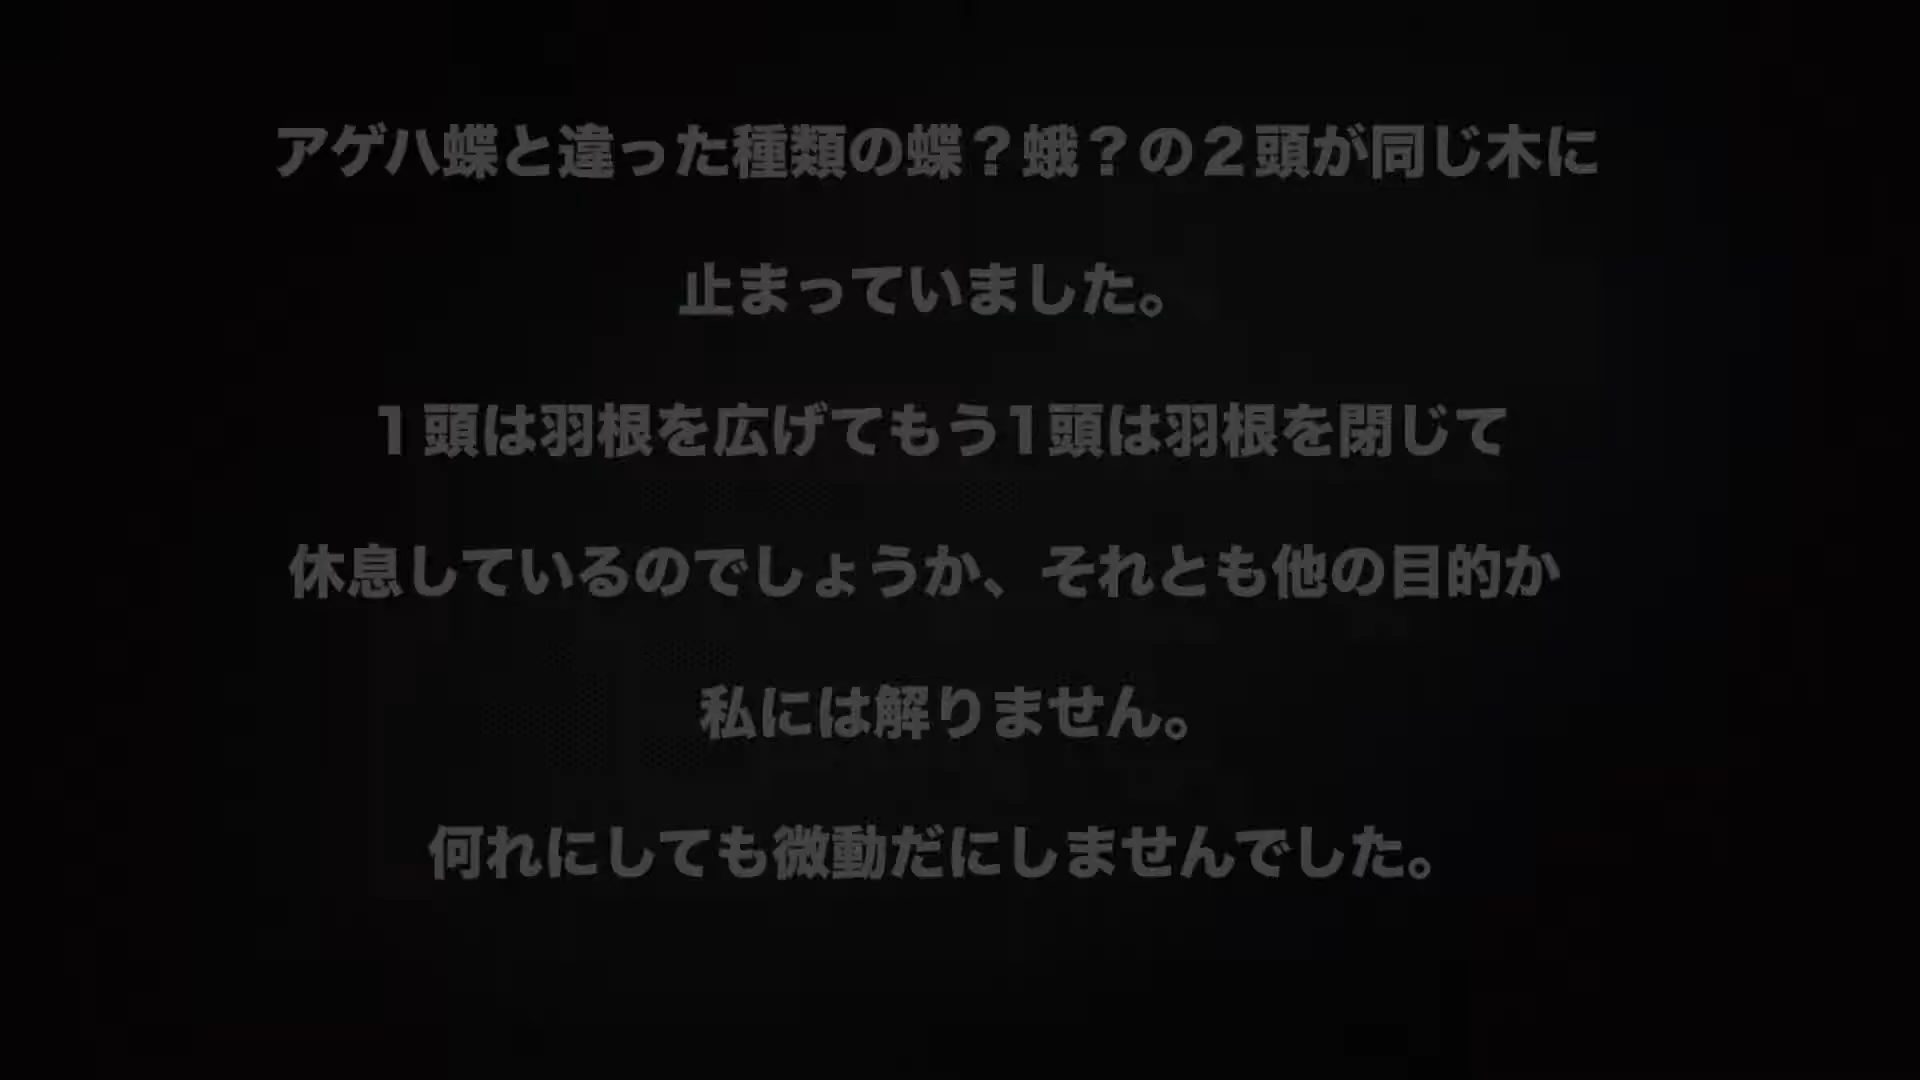 アゲハ蝶と違った種類の蝶？蛾？の２頭が同じ木に
止まっていました。
１頭は羽根を広げてもう1頭は羽根を閉じて
休息しているのでしょうか、それとも他の目的か
私には解りません。
何れにしても微動だにしませんでした。